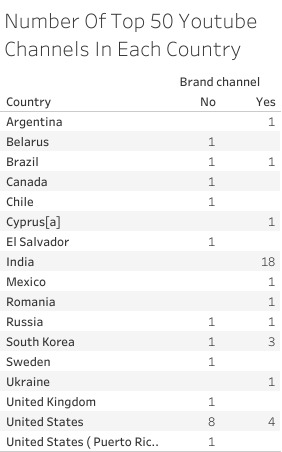 Number Of Top 50 Youtube
Channels In Each Country
Brand channel
Country No Yes
Argentina 1
Belarus 1
Brazil 1 1
Canada 1
Chile 1
Cyprus[a] 1
El Salvador 1
India 18
Mexico 1
Romania 1
Russia 1 1
South Korea 1 3
Sweden 1
Ukraine 1
United Kingdom 1
United States 8 4
United States ( Puerto Ric.. 1